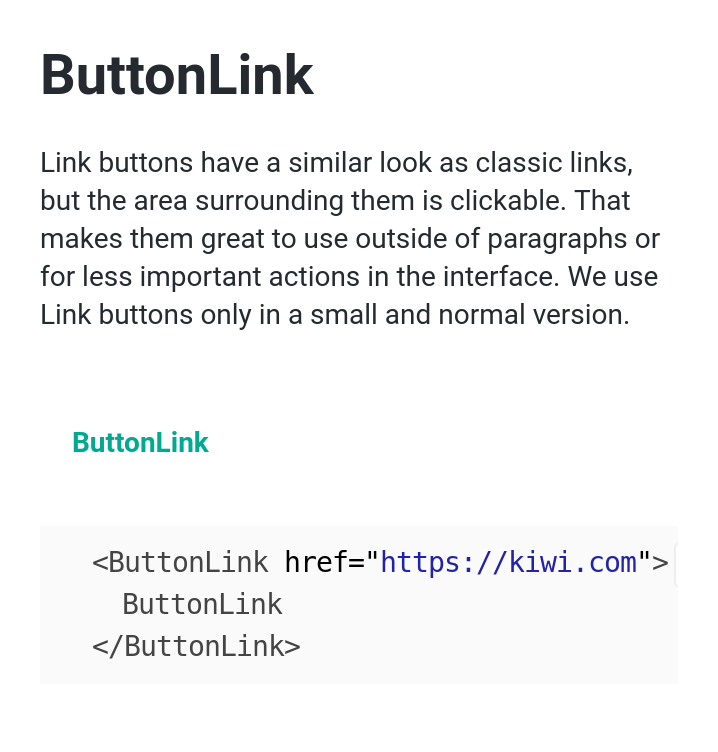 ButtonLink
Link buttons have a similar look as classic links,
but the area surrounding them is clickable. That
makes them great to use outside of paragraphs or
for less important actions in the interface. We use
Link buttons only in a small and normal version.
ButtonLink
<ButtonLink href="https://kiwi.com">
ButtonLink
</ButtonLink>